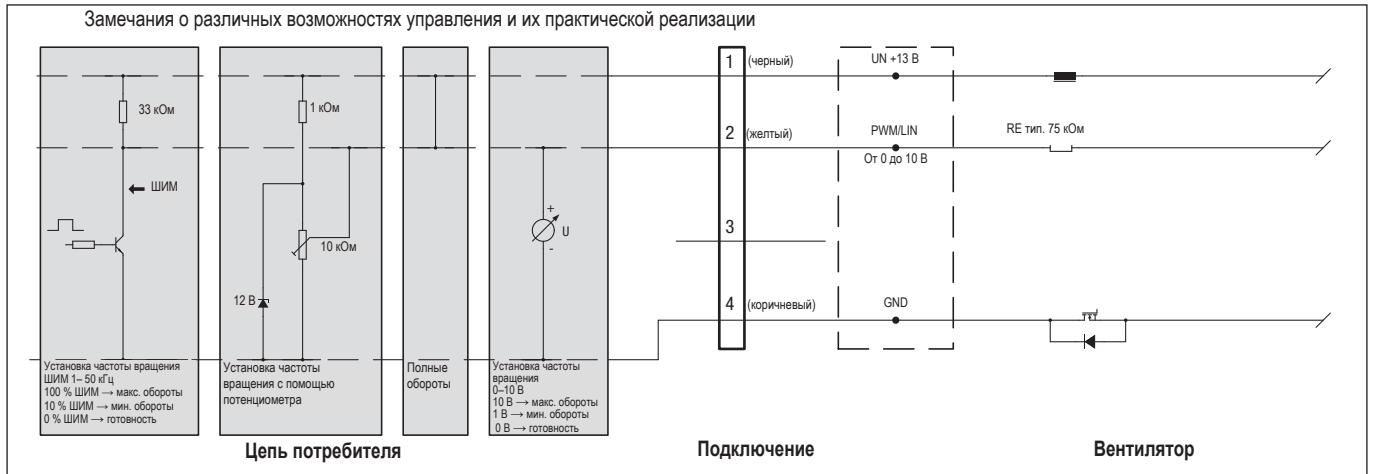 Замечания о различных возможностях управления и их практической реализации
33 кОм
ШИМ
Установка частоты вращения
ШИМ 1– 50 кГц
100 % ШИМ → макс. обороты
10 % ШИМ → мин. обороты
0 % ШИМ → готовность
1 кОм
10 кОм
12 В
Установка частоты
вращения с помощью
потенциометра
Полные
обороты
+
U
-
Установка частоты
вращения
0–10 В
10 В → макс. обороты
1 В → мин. обороты
0 В → готовность
Цепь потребителя
1 (черный)
2 (желтый)
3
4 (коричневый)
Подключение
UN +13 В
PWM/LIN
От 0 до 10 В
GND
RE тип. 75 кОм
Вентилятор